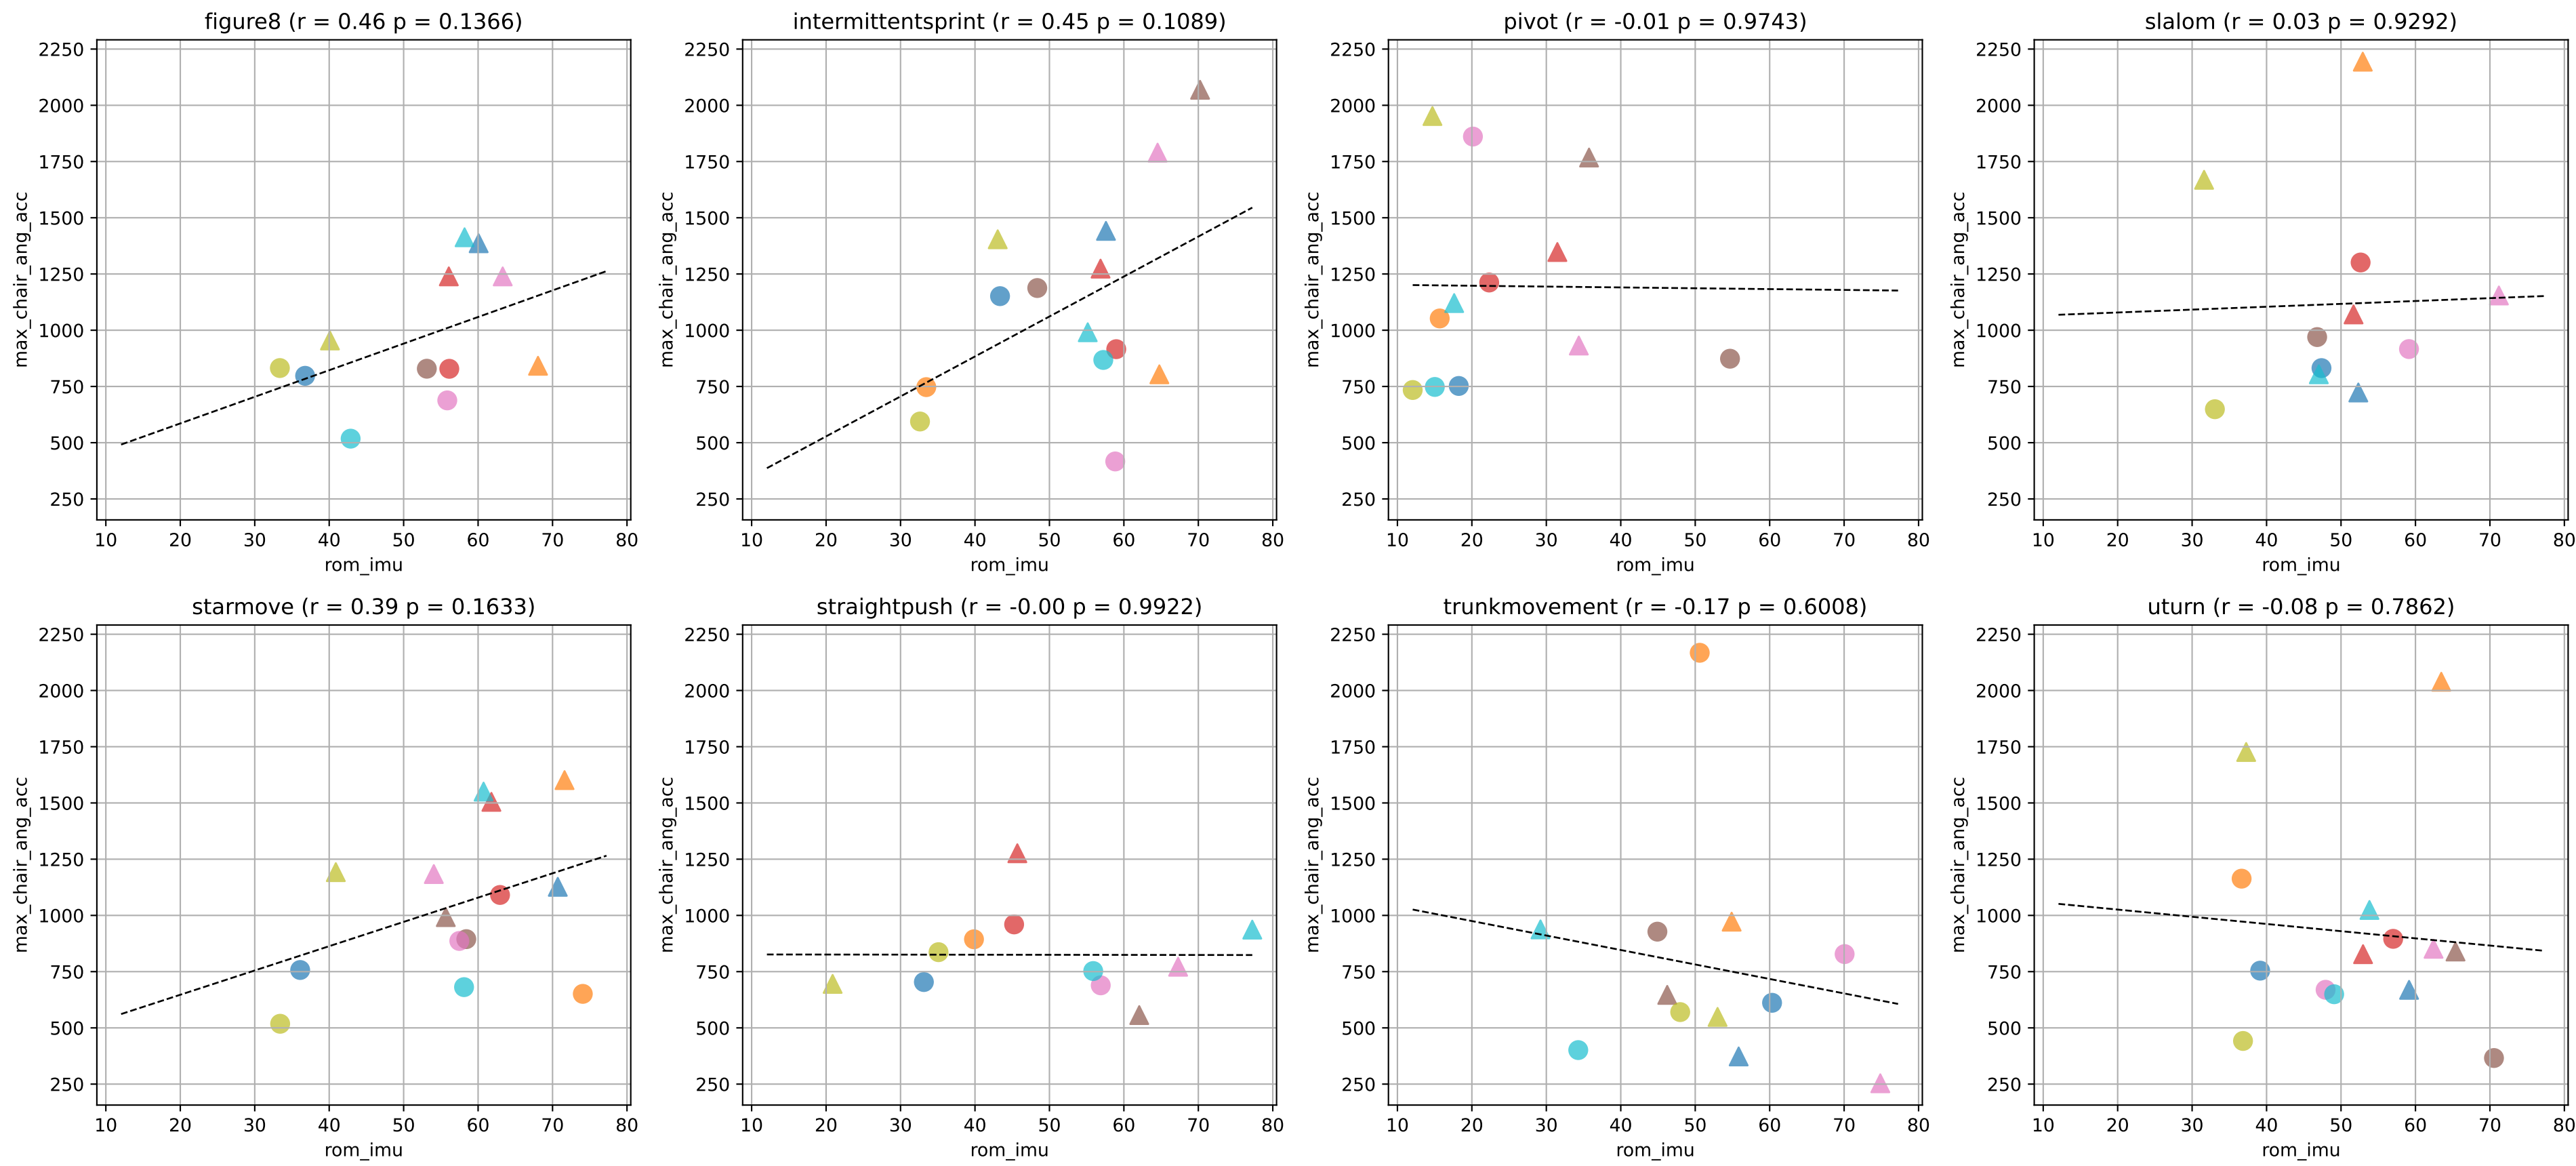 figure8 (r = 0.46 p = 0.1366)
2250
2000
1750
1500
1250
1000
750
500
250
max_chair_ang_acc
10 20 30 40 50 60 70 80
rom_imu
intermittentsprint (r = 0.45 p = 0.1089)
2250
2000
1750
1500
1250
1000
750
500
250
max_chair_ang_acc
10 20 30 40 50 60 70 80
rom_imu
pivot (r = -0.01 p = 0.9743)
2250
2000
1750
1500
1250
1000
750
500
250
max_chair_ang_acc
10 20 30 40 50 60 70 80
rom_imu
slalom (r = 0.03 p = 0.9292)
2250
2000
1750
1500
1250
1000
750
500
250
max_chair_ang_acc
10 20 30 40 50 60 70 80
rom_imu
starmove (r = 0.39 p = 0.1633)
2250
2000
1750
1500
1250
1000
750
500
250
max_chair_ang_acc
10 20 30 40 50 60 70 80
rom_imu
straightpush (r = -0.00 p = 0.9922)
2250
2000
1750
1500
1250
1000
750
500
250
max_chair_ang_acc
10 20 30 40 50 60 70 80
rom_imu
trunkmovement (r = -0.17 p = 0.6008)
2250
2000
1750
1500
1250
1000
750
500
250
max_chair_ang_acc
10 20 30 40 50 60 70 80
rom_imu
uturn (r = -0.08 p = 0.7862)
2250
2000
1750
1500
1250
1000
750
500
250
max_chair_ang_acc
10 20 30 40 50 60 70 80
rom_imu